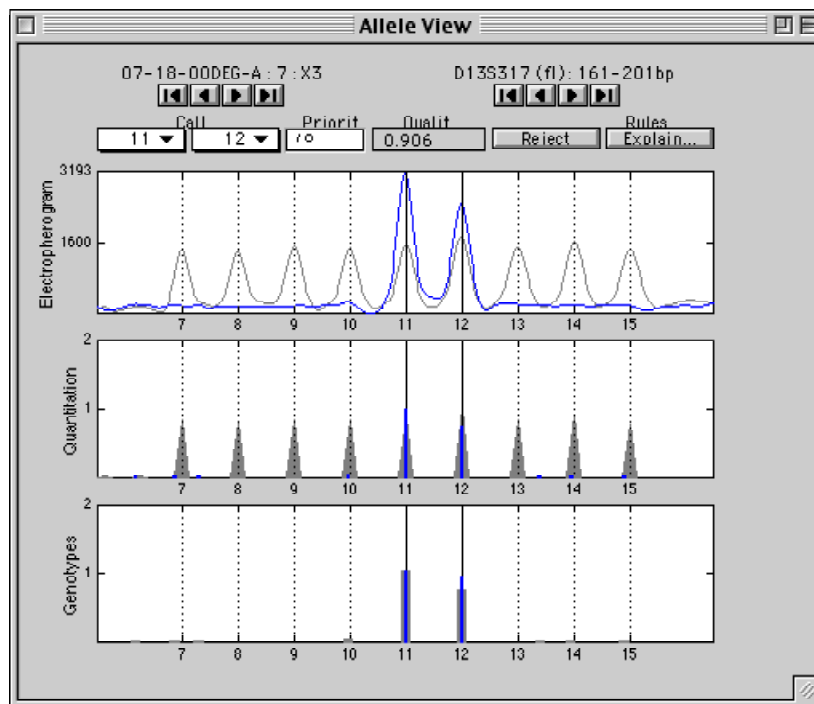 Allele View
07-18-00DEG-A : 7 : X3 D13S317 (fl) : 161-201bp
Call Priorit Qualit Rules
11 12 0.906 Reject Explain...
Electropherogram
3193
1600
7 8 9 10 11 12 13 14 15
Quantitation
2
1
7 8 9 10 11 12 13 14 15
Genotypes
2
1
7 8 9 10 11 12 13 14 15